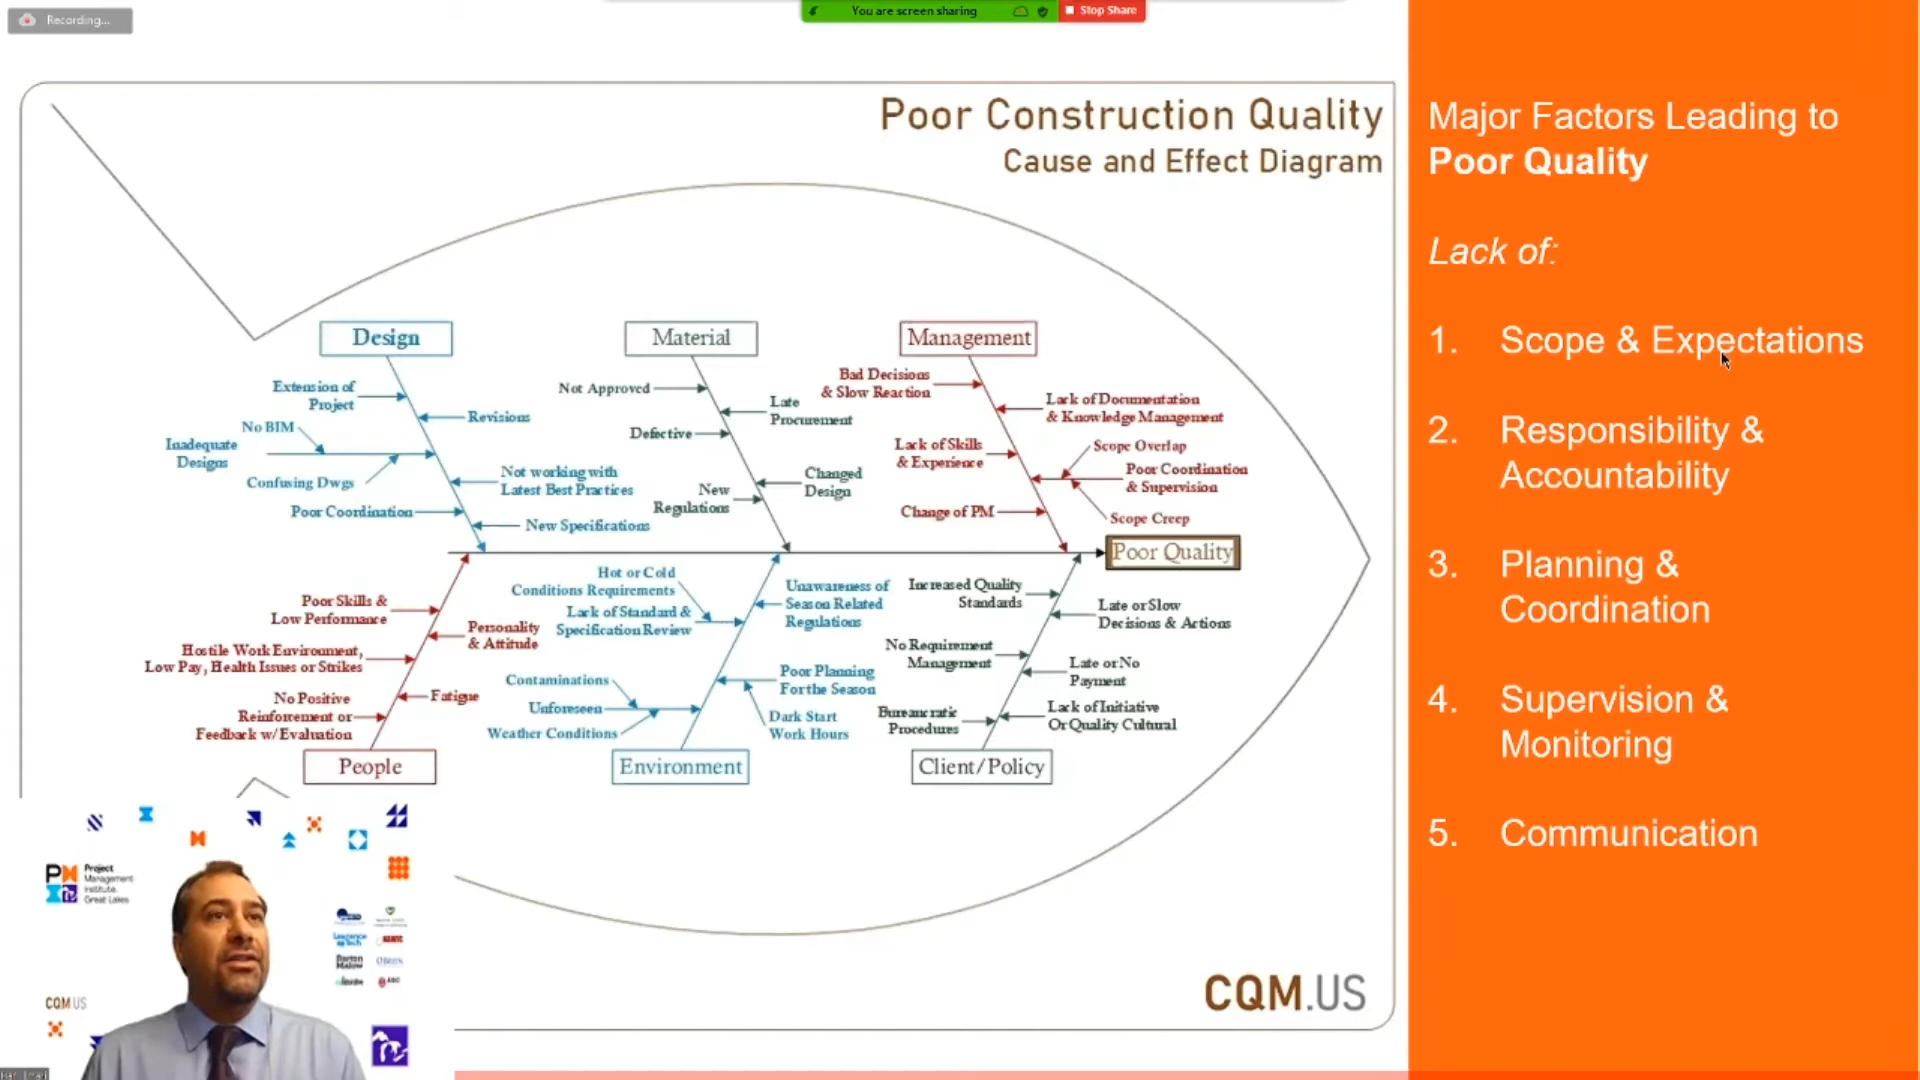 Recording...
You are screen sharing
Stop Share
Poor Construction Quality
Cause and Effect Diagram
Design
Extension of
Project
Revisions
No BIM
Inadequate
Designs
Confusing Dwgs
Not working with
Latest Best Practices
Poor Coordination
New Specifications
Material
Not Approved
Late
Procurement
Defective
Changed
Design
New
Regulations
Management
Bad Decisions
& Slow Reaction
Lack of Documentation
& Knowledge Management
Lack of Skills
& Experience
Scope Overlap
Poor Coordination
& Supervision
Change of PM
Scope Creep
Poor Quality
Poor Skills &
Low Performance
Personality
& Attitude
Hostile Work Environment,
Low Pay, Health Issues or Strikes
Fatigue
No Positive
Reinforcement or
Feedback w/Evaluation
People
Hot or Cold
Conditions Requirements
Lack of Standard &
Specification Review
Unawareness of
Season Related
Regulations
Contaminations
Unforeseen
Weather Conditions
Poor Planning
For the Season
Dark Start
Work Hours
Environment
Increased Quality
Standards
Late or Slow
Decisions & Actions
No Requirement
Management
Late or No
Payment
Bureaucratic
Procedures
Lack of Initiative
Or Quality Cultural
Client/Policy
CQM.US
Major Factors Leading to
Poor Quality
Lack of:
1. Scope & Expectations
2. Responsibility &
Accountability
3. Planning &
Coordination
4. Supervision &
Monitoring
5. Communication
Project
Management
Institute.
Great Lakes
Lawrence
Tech
Barton
Malow
CQM.US